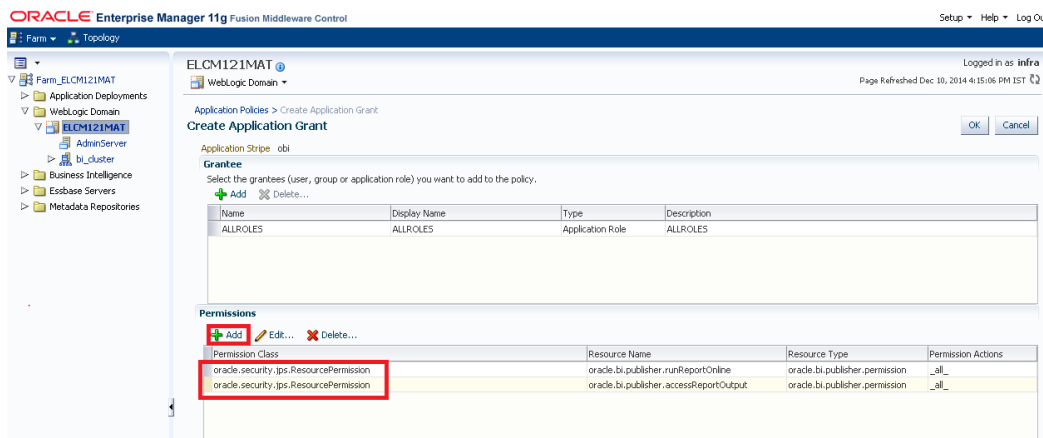 ORACLE Enterprise Manager 11g Fusion Middleware Control
Setup Help Log Ou
Farm Topology
Farm_ELCM121MAT
Application Deployments
WebLogic Domain
ELCM121MAT
AdminServer
bi_cluster
Business Intelligence
Essbase Servers
Metadata Repositories
ELCM121MAT
Logged in as infra
WebLogic Domain
Page Refreshed Dec 10, 2014 4:15:06 PM IST
Application Policies > Create Application Grant
Create Application Grant
OK Cancel
Application Stripe obi
Grantee
Select the grantees (user, group or application role) you want to add to the policy.
Add Delete...
Name Display Name Type Description
ALLROLES ALLROLES Application Role ALLROLES
Permissions
Add Edit... Delete...
Permission Class Resource Name Resource Type Permission Actions
oracle.security.jps.ResourcePermission oracle.bi.publisher.runReportOnline oracle.bi.publisher.permission _all_
oracle.security.jps.ResourcePermission oracle.bi.publisher.accessReportOutput oracle.bi.publisher.permission _all_